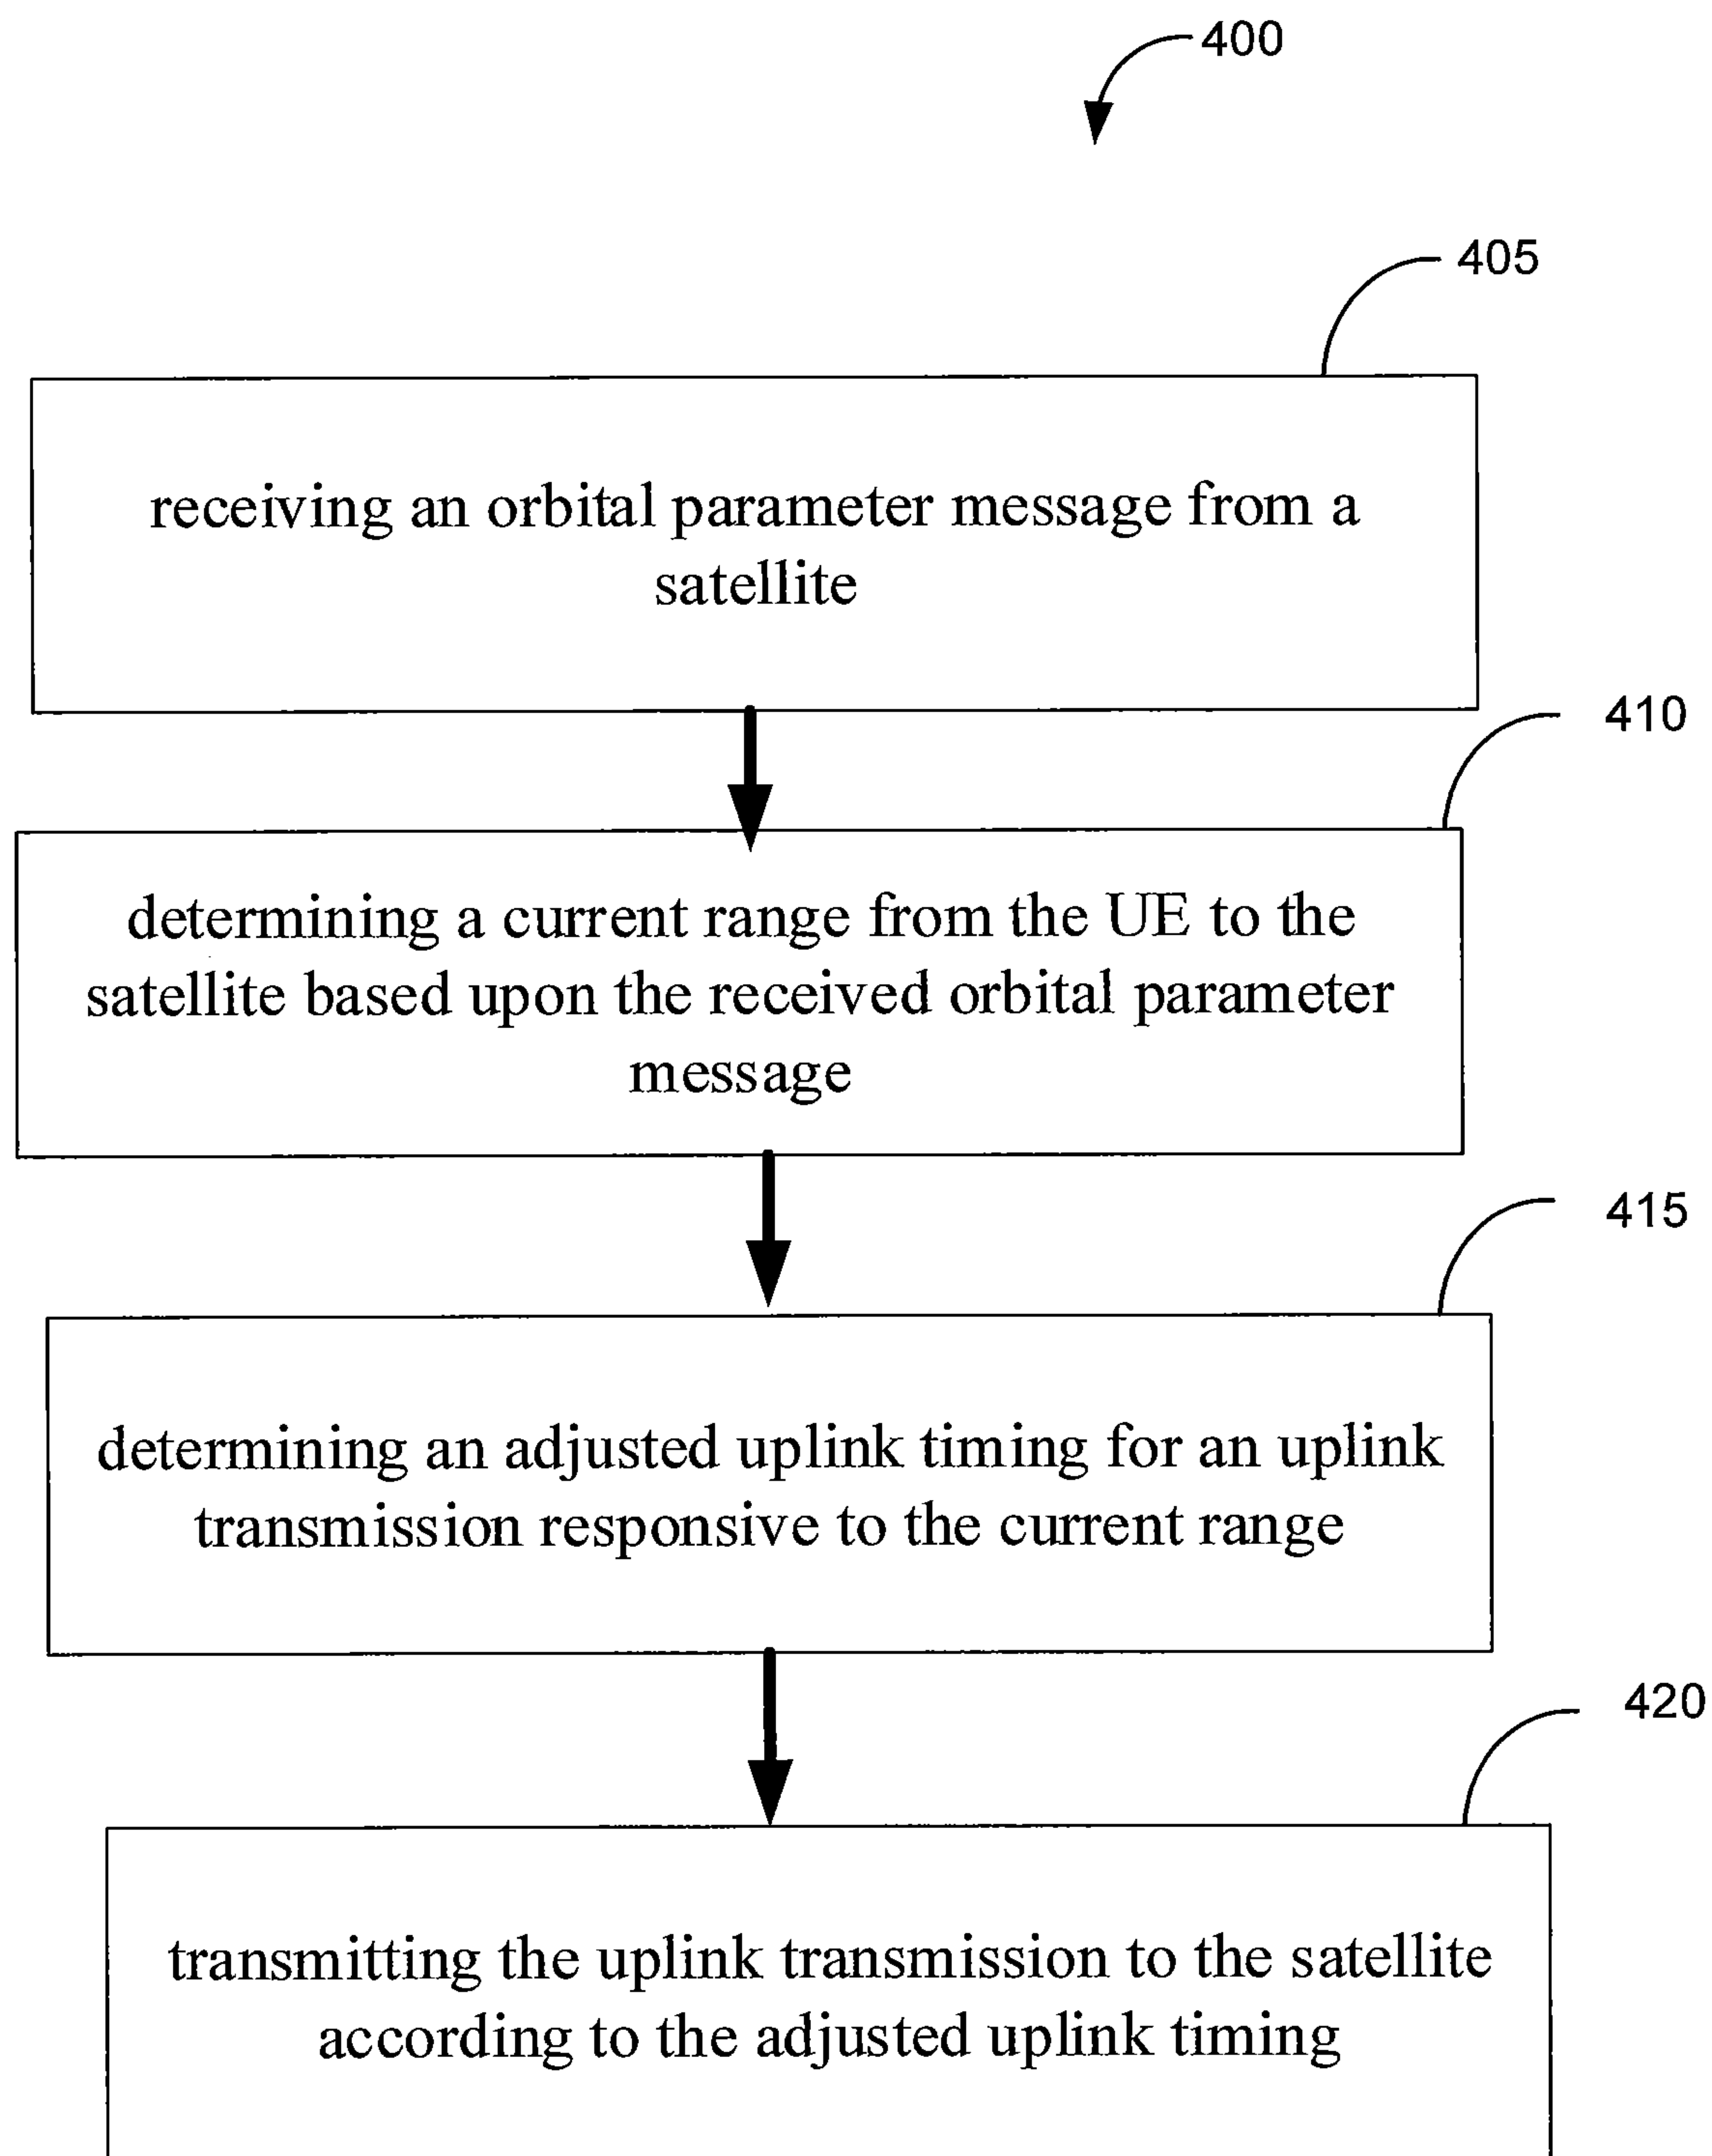 400
405
receiving an orbital parameter message from a
satellite
410
determining a current range from the UE to the
satellite based upon the received orbital parameter
message
415
determining an adjusted uplink timing for an uplink
transmission responsive to the current range
420
transmitting the uplink transmission to the satellite
according to the adjusted uplink timing